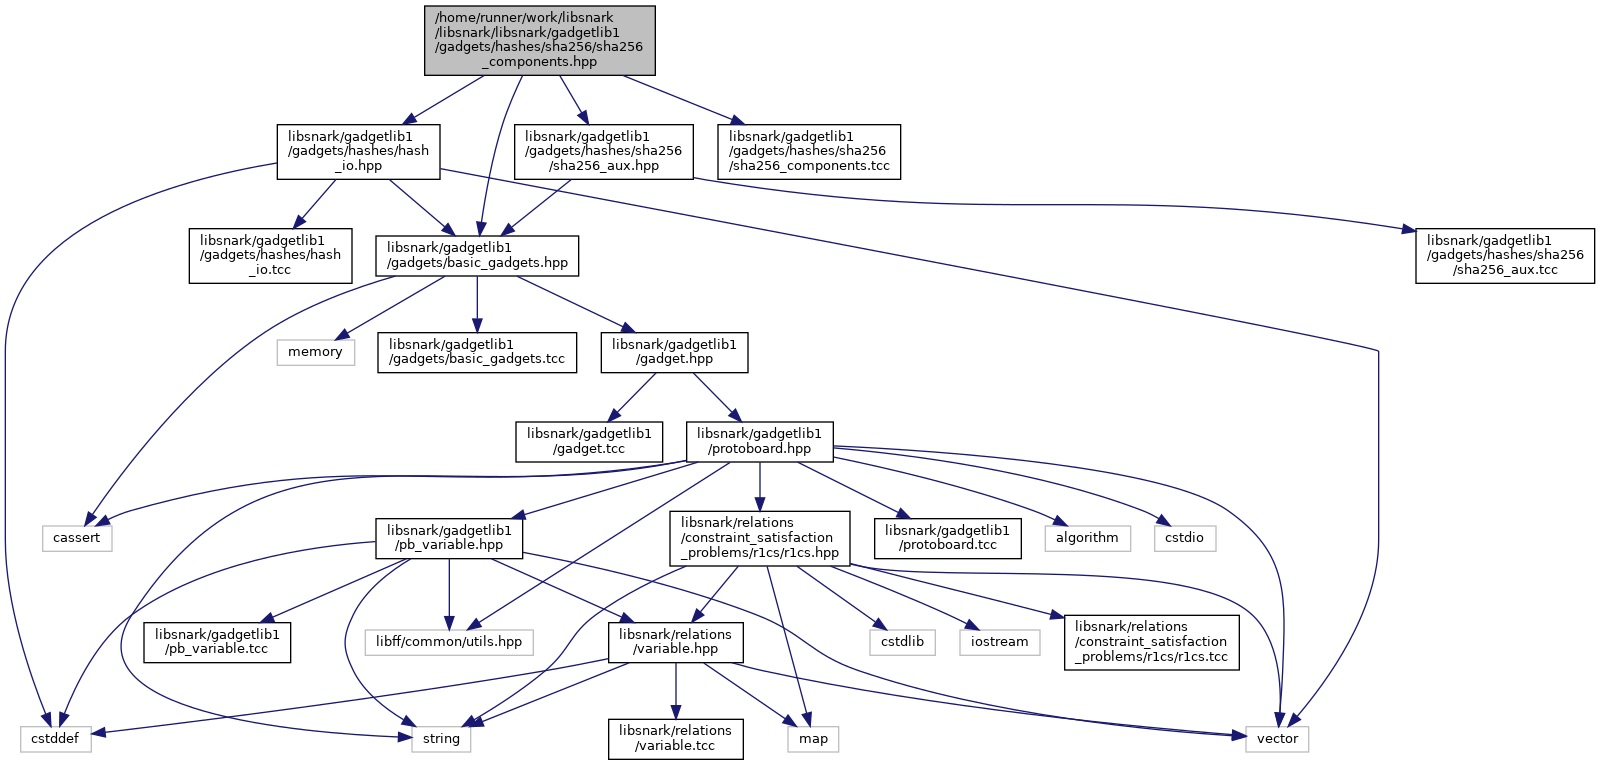 /home/runner/work/libsnark
/libsnark/libsnark/gadgetlib1
/gadgets/hashes/sha256/sha256
_components.hpp
libsnark/gadgetlib1
/gadgets/hashes/hash
_io.hpp
libsnark/gadgetlib1
/gadgets/hashes/sha256
/sha256_aux.hpp
libsnark/gadgetlib1
/gadgets/hashes/sha256
/sha256_components.tcc
libsnark/gadgetlib1
/gadgets/hashes/hash
_io.tcc
libsnark/gadgetlib1
/gadgets/basic_gadgets.hpp
libsnark/gadgetlib1
/gadgets/hashes/sha256
/sha256_aux.tcc
memory
libsnark/gadgetlib1
/gadgets/basic_gadgets.tcc
libsnark/gadgetlib1
/gadget.hpp
libsnark/gadgetlib1
/gadget.tcc
libsnark/gadgetlib1
/protoboard.hpp
cassert
libsnark/gadgetlib1
/pb_variable.hpp
libsnark/relations
/constraint_satisfaction
_problems/r1cs/r1cs.hpp
libsnark/gadgetlib1
/protoboard.tcc
algorithm
cstdio
libsnark/gadgetlib1
/pb_variable.tcc
libff/common/utils.hpp
libsnark/relations
/variable.hpp
cstdlib
iostream
libsnark/relations
/constraint_satisfaction
_problems/r1cs/r1cs.tcc
cstddef
string
libsnark/relations
/variable.tcc
map
vector